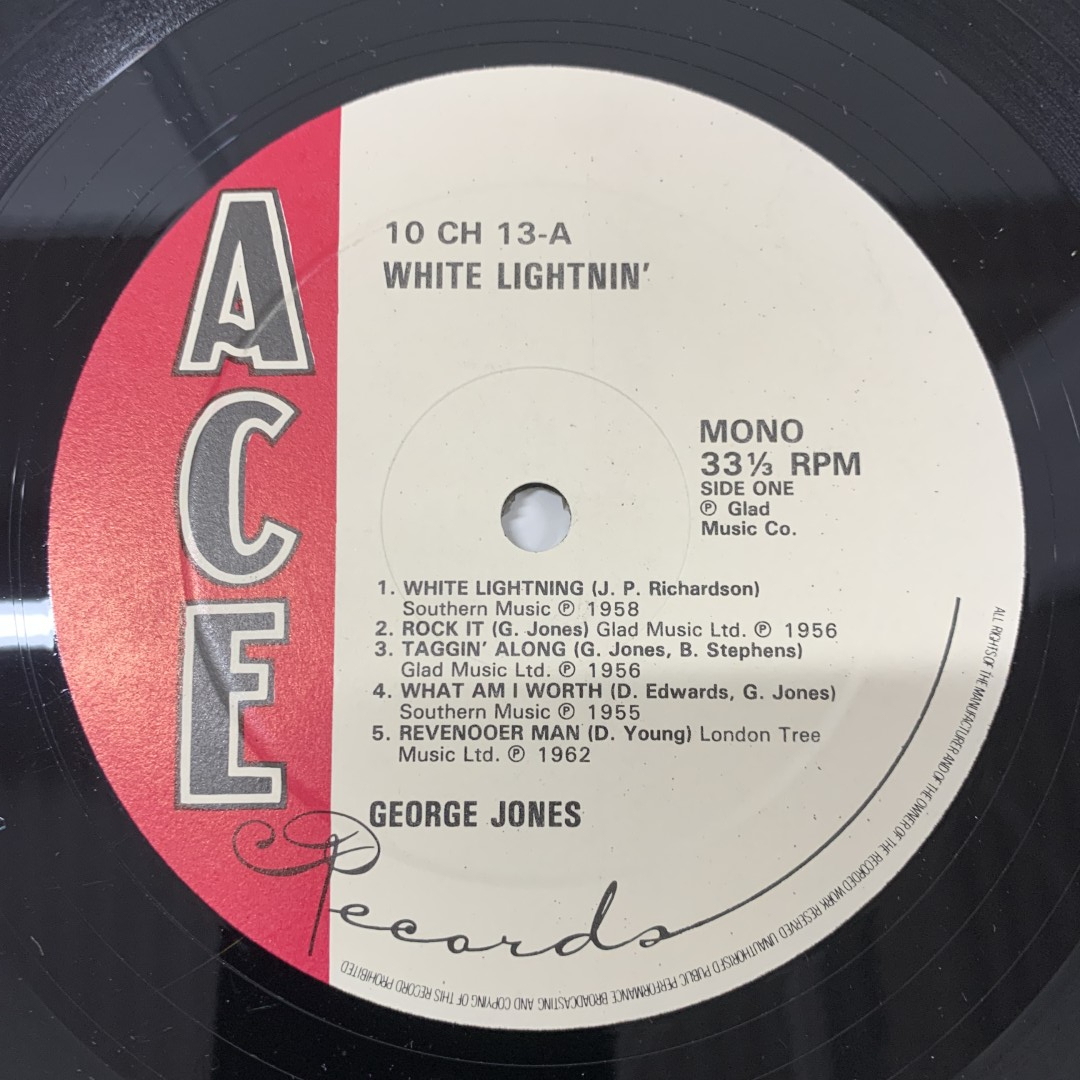 ACE
Records
10 CH 13-A
WHITE LIGHTNIN'
MONO
33⅓ RPM
SIDE ONE
℗ Glad
Music Co.
1. WHITE LIGHTNING (J. P. Richardson)
Southern Music ℗ 1958
2. ROCK IT (G. Jones) Glad Music Ltd. ℗ 1956
3. TAGGIN' ALONG (G. Jones, B. Stephens)
Glad Music Ltd. ℗ 1956
4. WHAT AM I WORTH (D. Edwards, G. Jones)
Southern Music ℗ 1955
5. REVENOOER MAN (D. Young) London Tree
Music Ltd. ℗ 1962
GEORGE JONES
ALL RIGHTS OF THE MANUFACTURER AND OF THE OWNER OF THE RECORDED WORK RESERVED UNAUTHORISED PUBLIC PERFORMANCE BROADCASTING AND COPYING OF THIS RECORD PROHIBITED